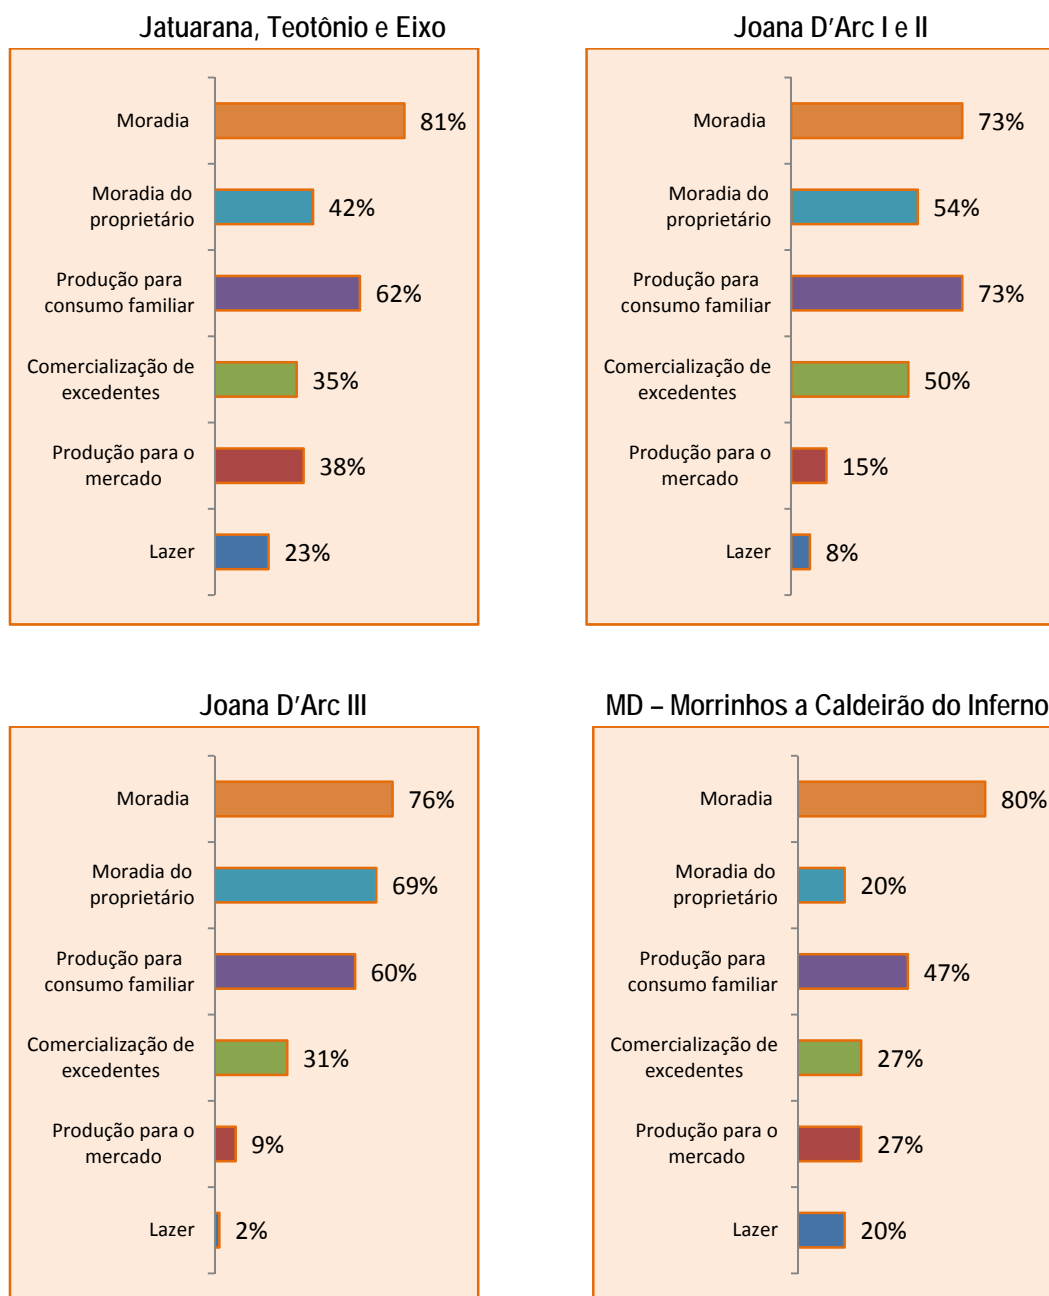 Jatuarana, Teotônio e Eixo
Moradia 81%
Moradia do
proprietário 42%
Produção para
consumo familiar 62%
Comercialização de
excedentes 35%
Produção para o
mercado 38%
Lazer 23%
Joana D’Arc I e II
Moradia 73%
Moradia do
proprietário 54%
Produção para
consumo familiar 73%
Comercialização de
excedentes 50%
Produção para o
mercado 15%
Lazer 8%
Joana D’Arc III
Moradia 76%
Moradia do
proprietário 69%
Produção para
consumo familiar 60%
Comercialização de
excedentes 31%
Produção para o
mercado 9%
Lazer 2%
MD – Morrinhos a Caldeirão do Inferno
Moradia 80%
Moradia do
proprietário 20%
Produção para
consumo familiar 47%
Comercialização de
excedentes 27%
Produção para o
mercado 27%
Lazer 20%